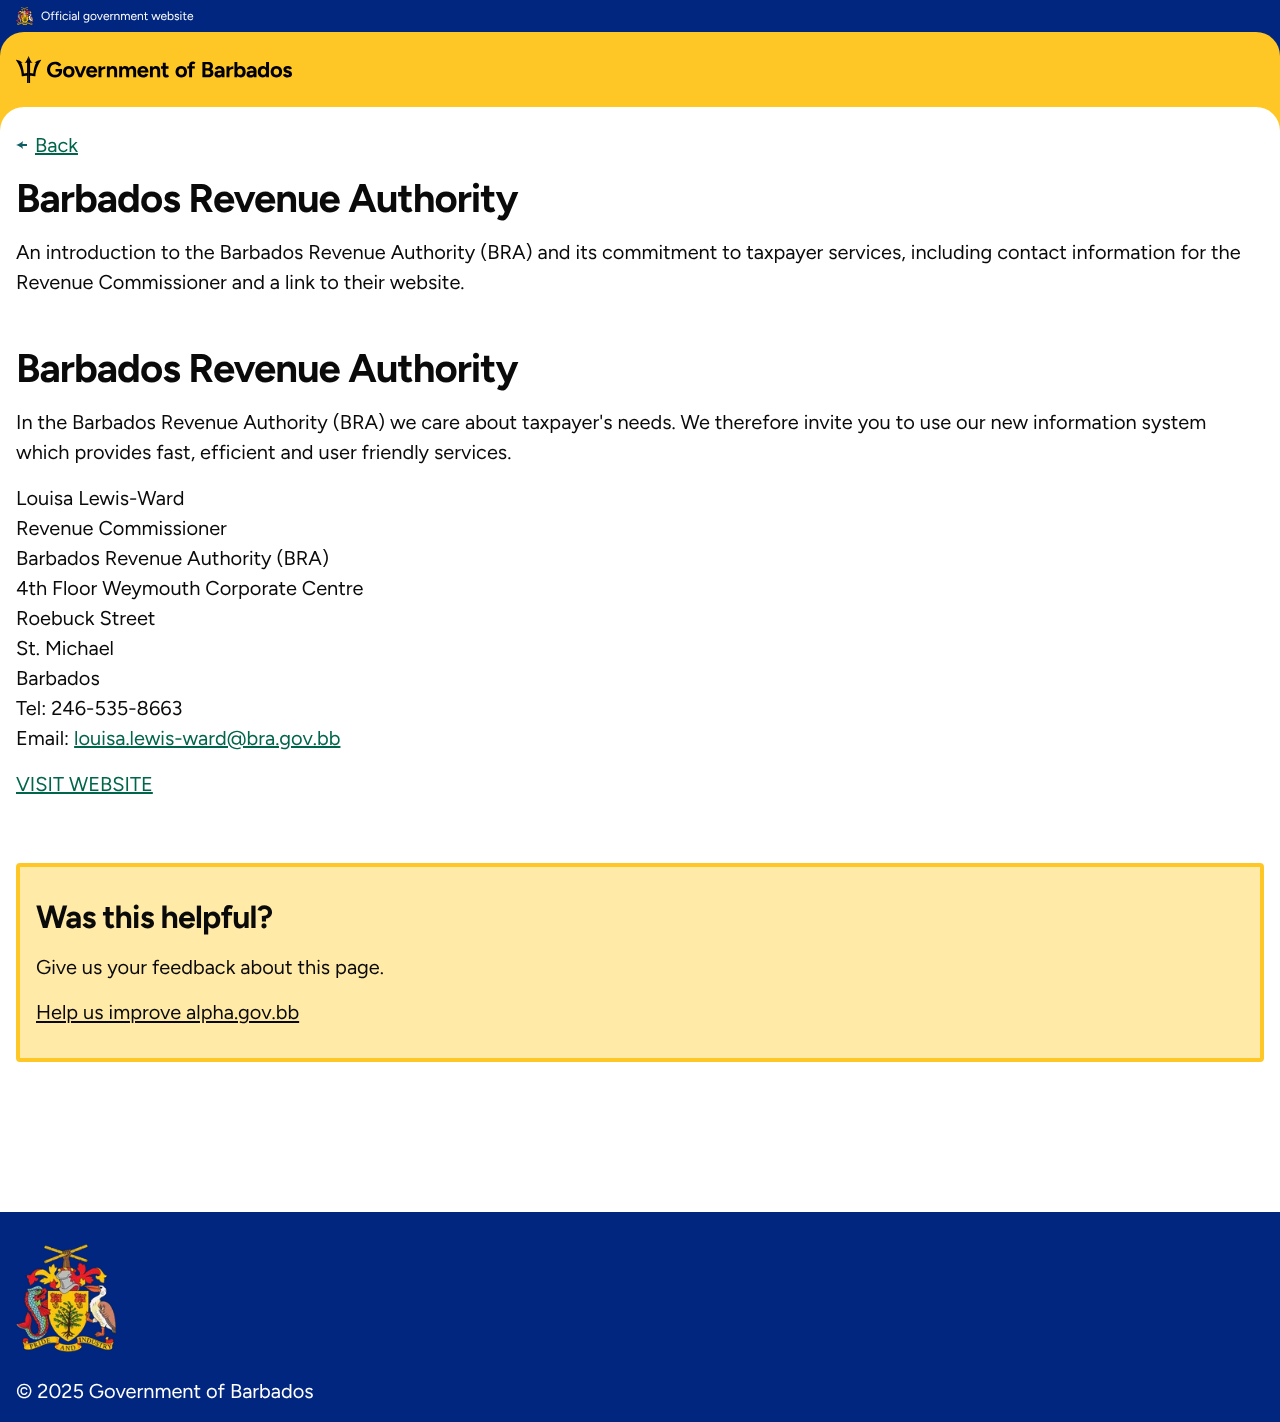 Official government website
Government of Barbados
Back
Barbados Revenue Authority
An introduction to the Barbados Revenue Authority (BRA) and its commitment to taxpayer services, including contact information for the
Revenue Commissioner and a link to their website.
Barbados Revenue Authority
In the Barbados Revenue Authority (BRA) we care about taxpayer's needs. We therefore invite you to use our new information system
which provides fast, efficient and user friendly services.
Louisa Lewis-Ward
Revenue Commissioner
Barbados Revenue Authority (BRA)
4th Floor Weymouth Corporate Centre
Roebuck Street
St. Michael
Barbados
Tel: 246-535-8663
Email: louisa.lewis-ward@bra.gov.bb
VISIT WEBSITE
Was this helpful?
Give us your feedback about this page.
Help us improve alpha.gov.bb
PRIDE AND INDUSTRY
© 2025 Government of Barbados